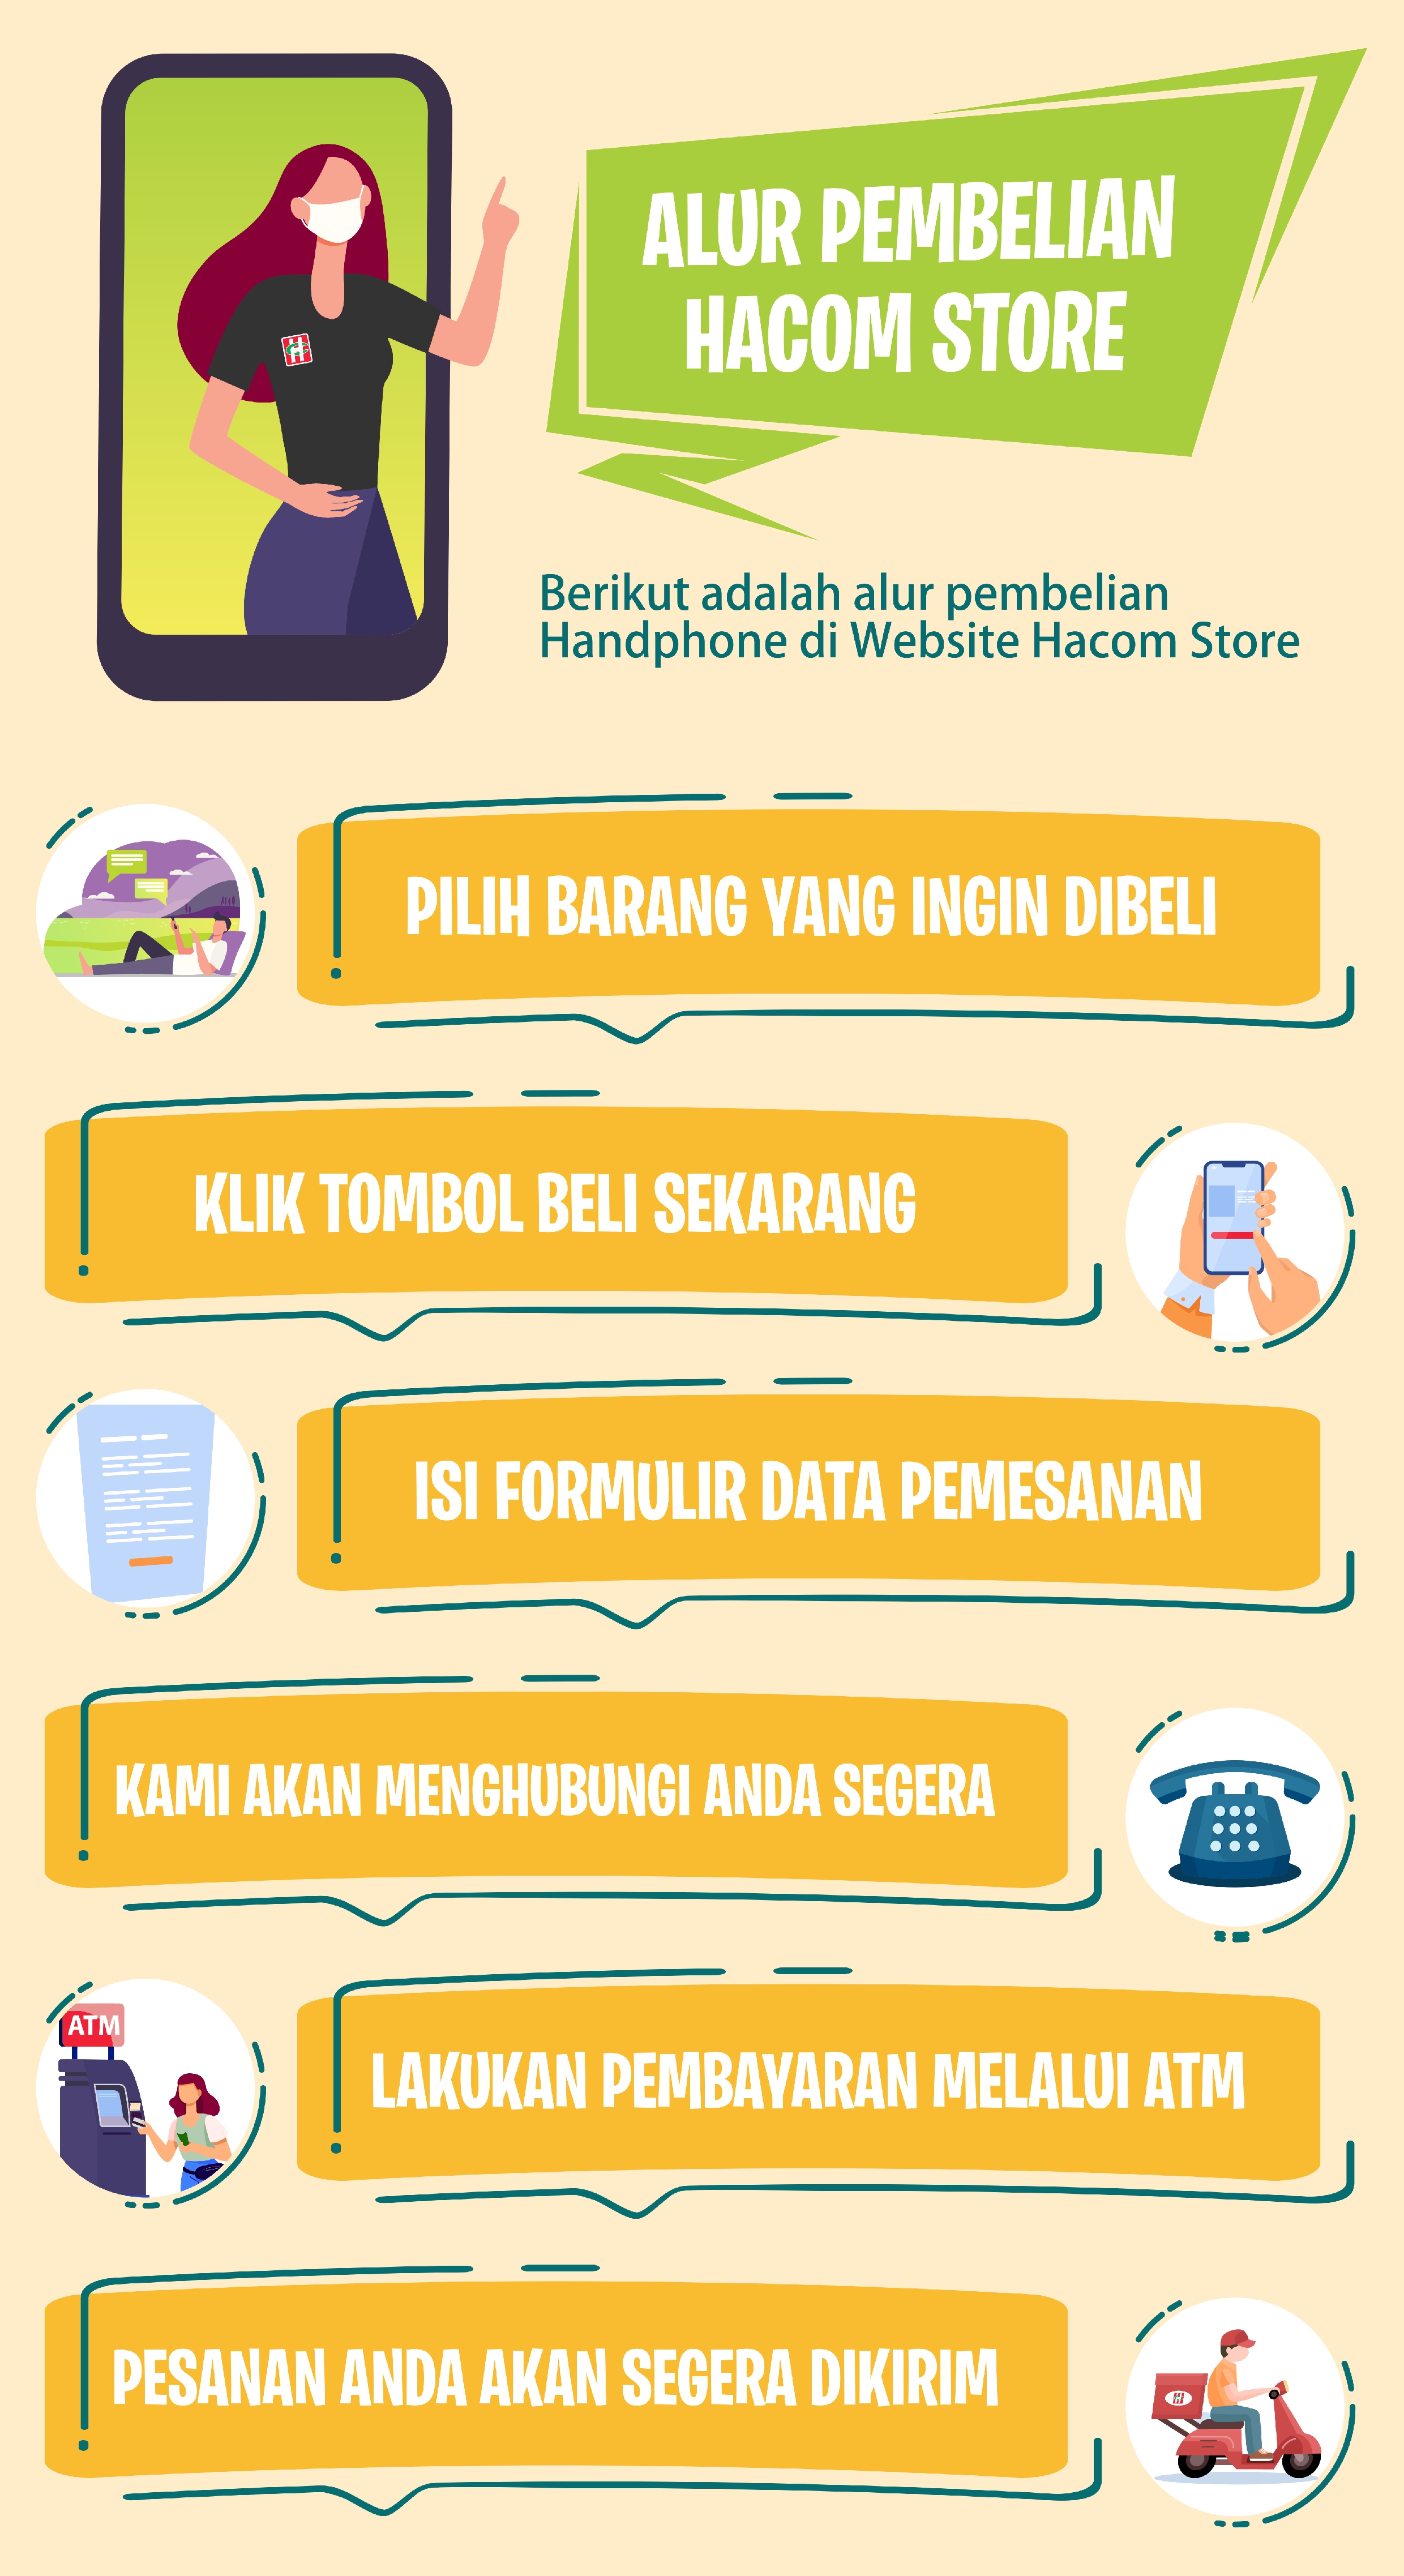 ALUR PEMBELIAN
HACOM STORE
Berikut adalah alur pembelian
Handphone di Website Hacom Store
PILIH BARANG YANG INGIN DIBELI
KLIK TOMBOL BELI SEKARANG
ISI FORMULIR DATA PEMESANAN
KAMI AKAN MENGHUBUNGI ANDA SEGERA
ATM
LAKUKAN PEMBAYARAN MELALUI ATM
PESANAN ANDA AKAN SEGERA DIKIRIM